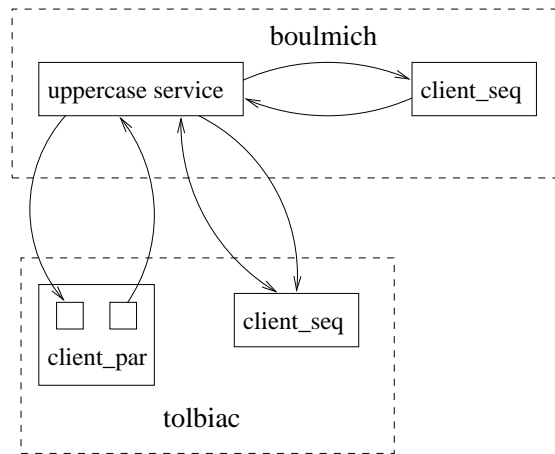 boulmich
uppercase service
client_seq
client_seq
client_par
tolbiac